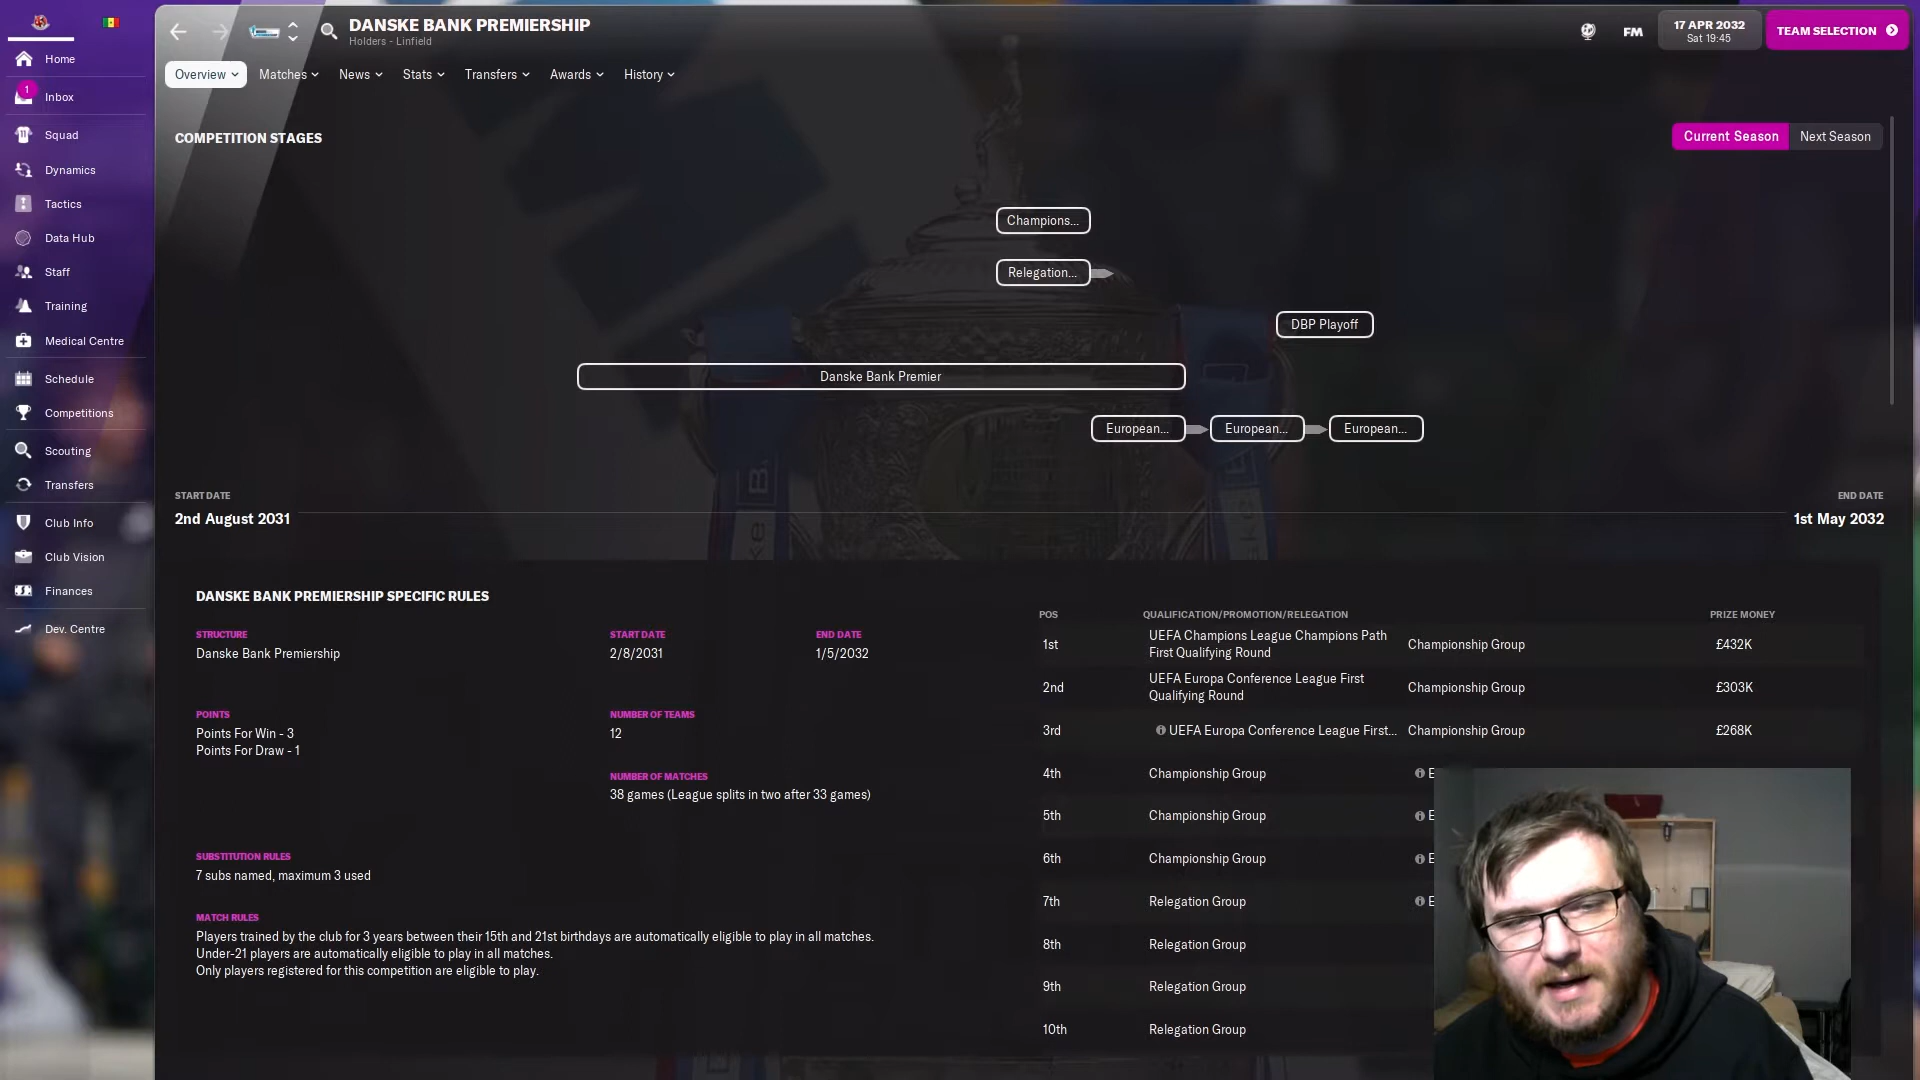 DANSKE BANK PREMIERSHIP
Holders - Linfield
FM
17 APR 2032
Sat 19:45
TEAM SELECTION
Home
1
Inbox
Squad
Dynamics
Tactics
Data Hub
Staff
Training
Medical Centre
Schedule
Competitions
Scouting
Transfers
Club Info
Club Vision
Finances
Dev. Centre
Overview
Matches
News
Stats
Transfers
Awards
History
COMPETITION STAGES
Current Season
Next Season
Champions...
Relegation...
DBP Playoff
Danske Bank Premier
European...
European...
European...
START DATE
2nd August 2031
END DATE
1st May 2032
DANSKE BANK PREMIERSHIP SPECIFIC RULES
STRUCTURE
Danske Bank Premiership
START DATE
2/8/2031
END DATE
1/5/2032
POINTS
Points For Win - 3
Points For Draw - 1
NUMBER OF TEAMS
12
NUMBER OF MATCHES
38 games (League splits in two after 33 games)
SUBSTITUTION RULES
7 subs named, maximum 3 used
MATCH RULES
Players trained by the club for 3 years between their 15th and 21st birthdays are automatically eligible to play in all matches.
Under-21 players are automatically eligible to play in all matches.
Only players registered for this competition are eligible to play.
POS QUALIFICATION/PROMOTION/RELEGATION PRIZE MONEY
1st UEFA Champions League Champions Path First Qualifying Round Championship Group £432K
2nd UEFA Europa Conference League First Qualifying Round Championship Group £303K
3rd UEFA Europa Conference League First... Championship Group £268K
4th Championship Group E
5th Championship Group E
6th Championship Group E
7th Relegation Group E
8th Relegation Group
9th Relegation Group
10th Relegation Group